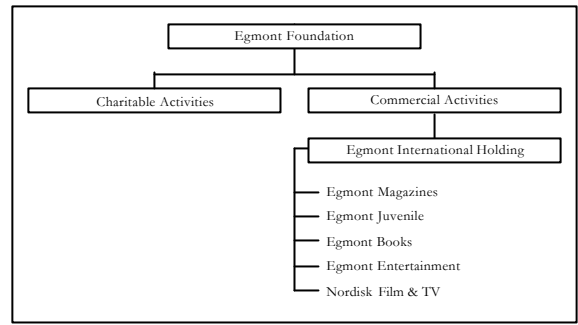 Egmont Foundation
Charitable Activities
Commercial Activities
Egmont International Holding
Egmont Magazines
Egmont Juvenile
Egmont Books
Egmont Entertainment
Nordisk Film & TV